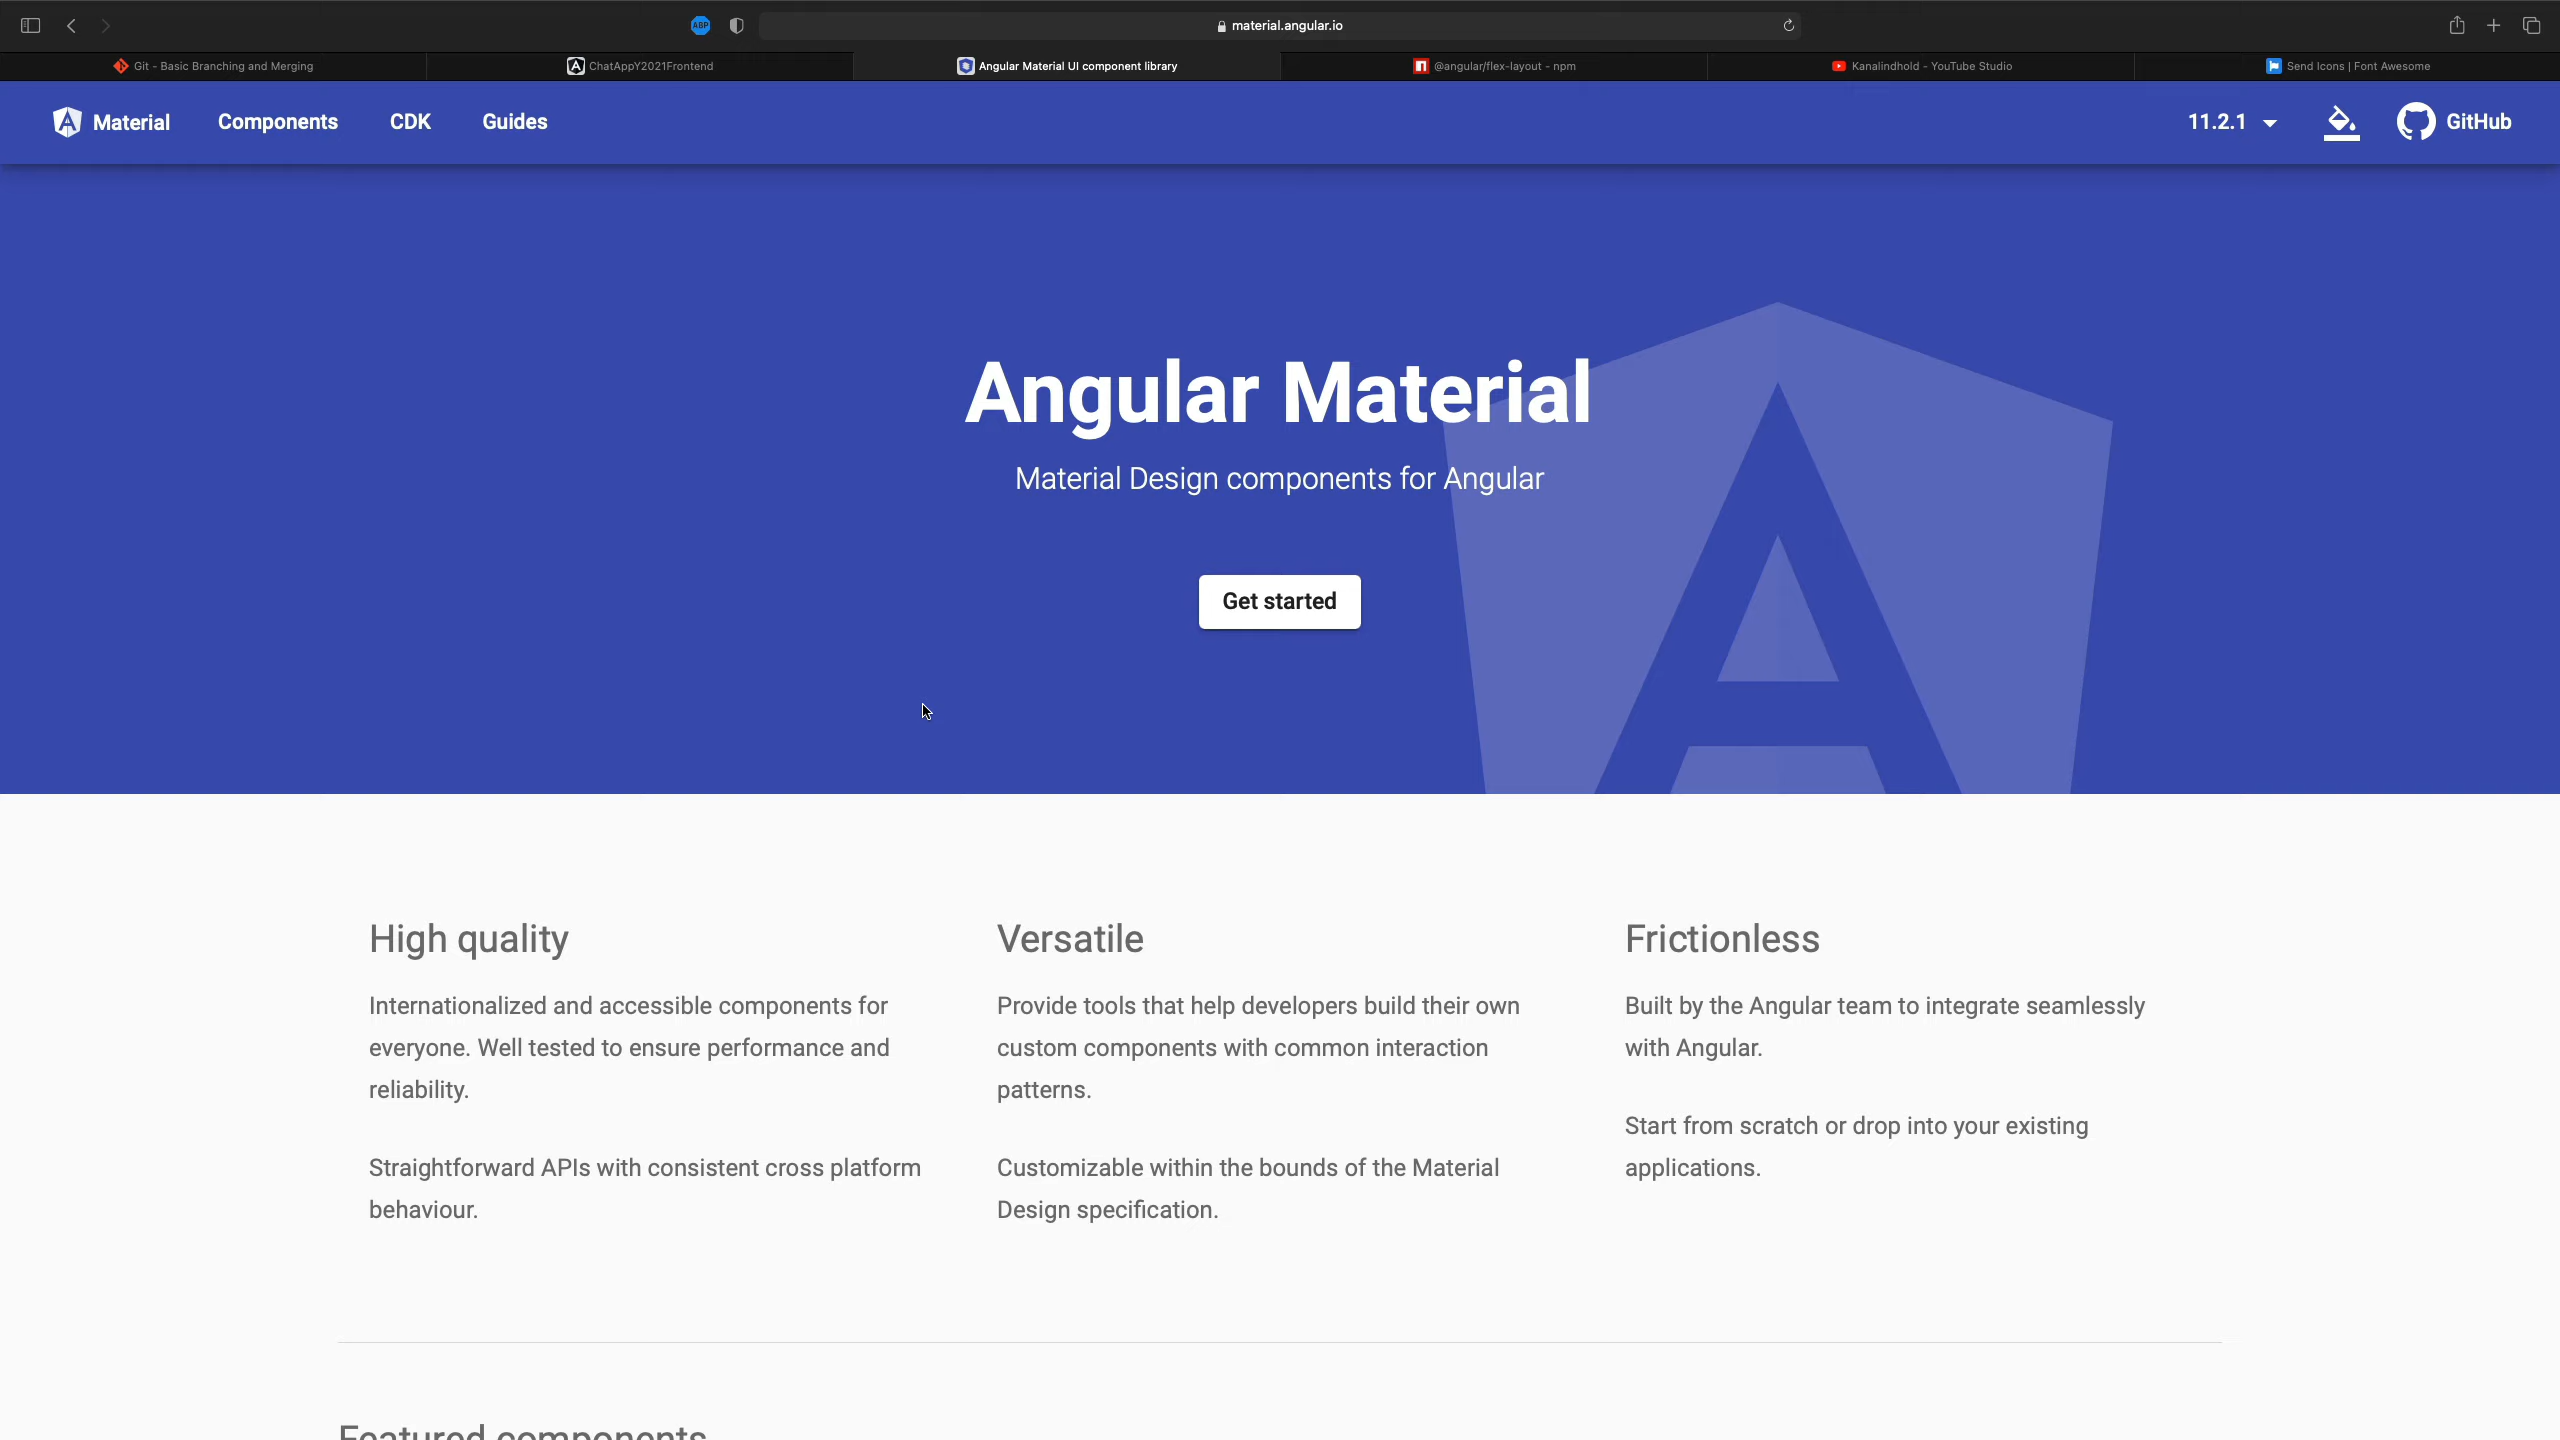 ABP
material.angular.io
Git - Basic Branching and Merging
ChatAppY2021Frontend
Angular Material UI component library
@angular/flex-layout - npm
Kanalindhold - YouTube Studio
Send Icons | Font Awesome
Material
Components
CDK
Guides
11.2.1
GitHub
Angular Material
Material Design components for Angular
Get started
High quality
Internationalized and accessible components for
everyone. Well tested to ensure performance and
reliability.
Straightforward APIs with consistent cross platform
behaviour.
Versatile
Provide tools that help developers build their own
custom components with common interaction
patterns.
Customizable within the bounds of the Material
Design specification.
Frictionless
Built by the Angular team to integrate seamlessly
with Angular.
Start from scratch or drop into your existing
applications.
Featured components